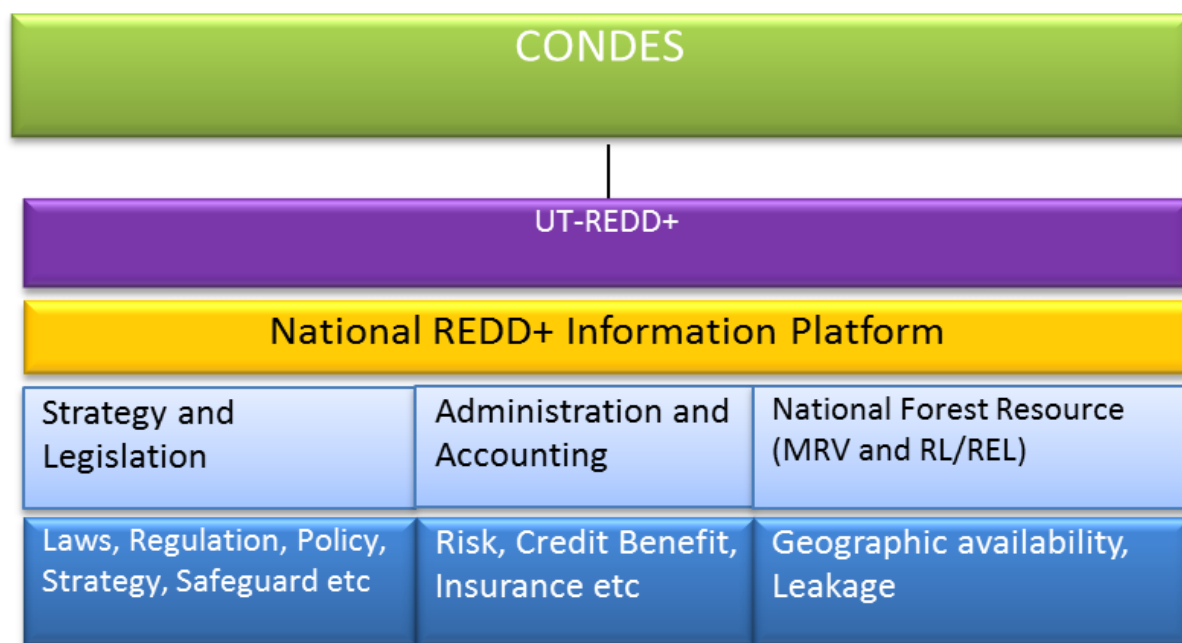 CONDES
UT-REDD+
National REDD+ Information Platform
Strategy and
Legislation
Administration and
Accounting
National Forest Resource
(MRV and RL/REL)
Laws, Regulation, Policy,
Strategy, Safeguard etc
Risk, Credit Benefit,
Insurance etc
Geographic availability,
Leakage